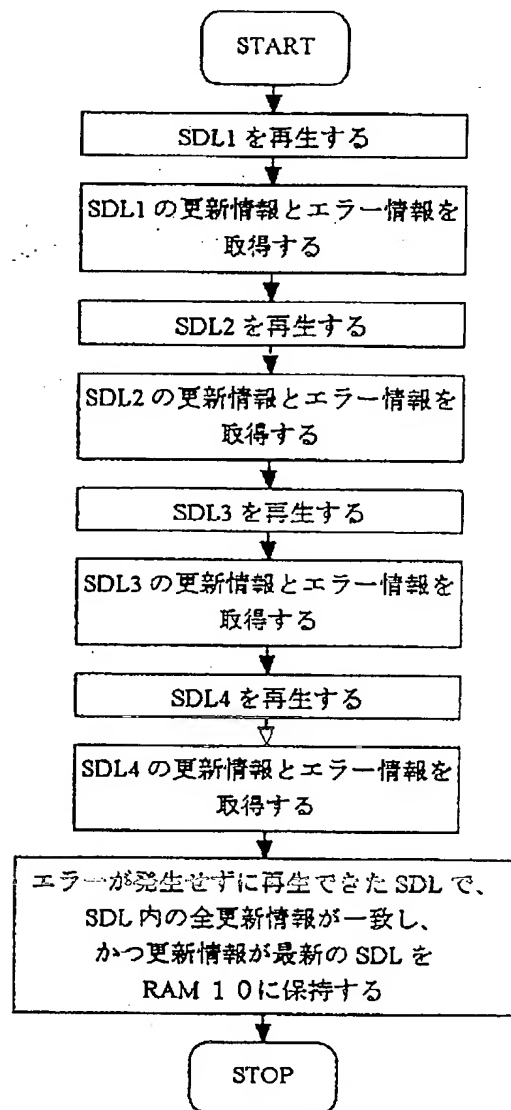 START
SDL1 を再生する
SDL1 の更新情報とエラー情報を
取得する
SDL2 を再生する
SDL2 の更新情報とエラー情報を
取得する
SDL3 を再生する
SDL3 の更新情報とエラー情報を
取得する
SDL4 を再生する
SDL4 の更新情報とエラー情報を
取得する
エラーが発生せずに再生できた SDL で、
SDL 内の全更新情報が一致し、
かつ更新情報が最新の SDL を
RAM 10に保持する
STOP